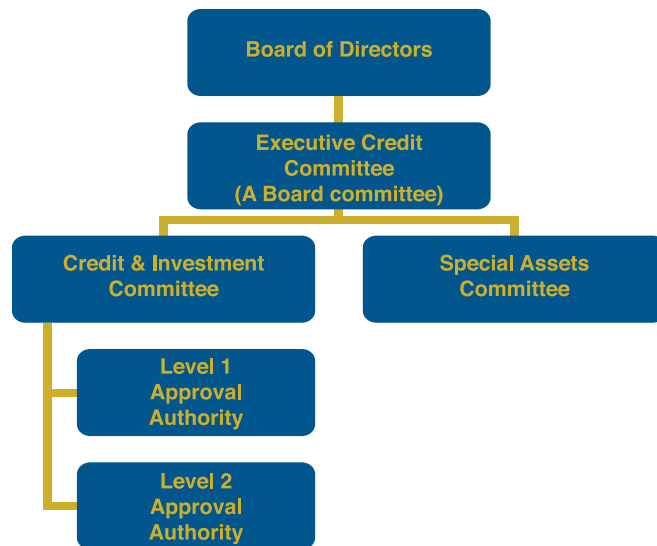 Board of Directors
Executive Credit
Committee
(A Board committee)
Credit & Investment
Committee
Special Assets
Committee
Level 1
Approval
Authority
Level 2
Approval
Authority